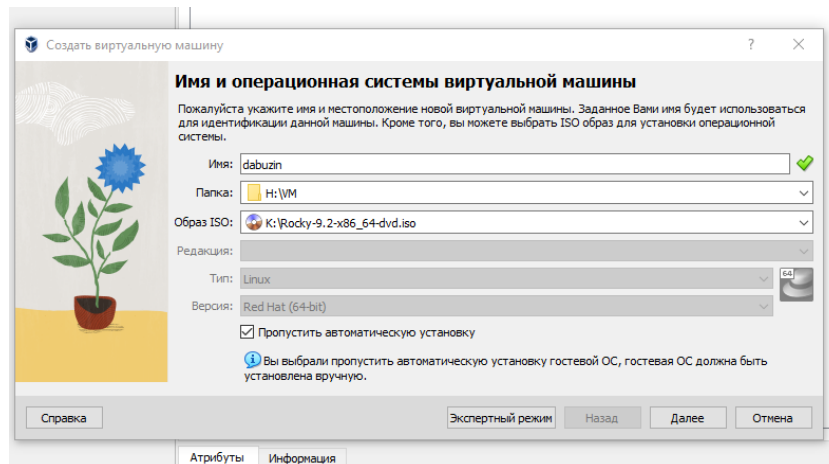 Создать виртуальную машину
Имя и операционная системы виртуальной машины
Пожалуйста укажите имя и местоположение новой виртуальной машины. Заданное Вами имя будет использоваться
для идентификации данной машины. Кроме того, вы можете выбрать ISO образ для установки операционной
системы.
Имя: dabuzin
Папка: H:\VM
Образ ISO: K:\Rocky-9.2-x86_64-dvd.iso
Редакция:
Тип: Linux
64
Версия: Red Hat (64-bit)
Пропустить автоматическую установку
Вы выбрали пропустить автоматическую установку гостевой ОС, гостевая ОС должна быть
установлена вручную.
Справка Экспертный режим Назад Далее Отмена
Атрибуты Информация